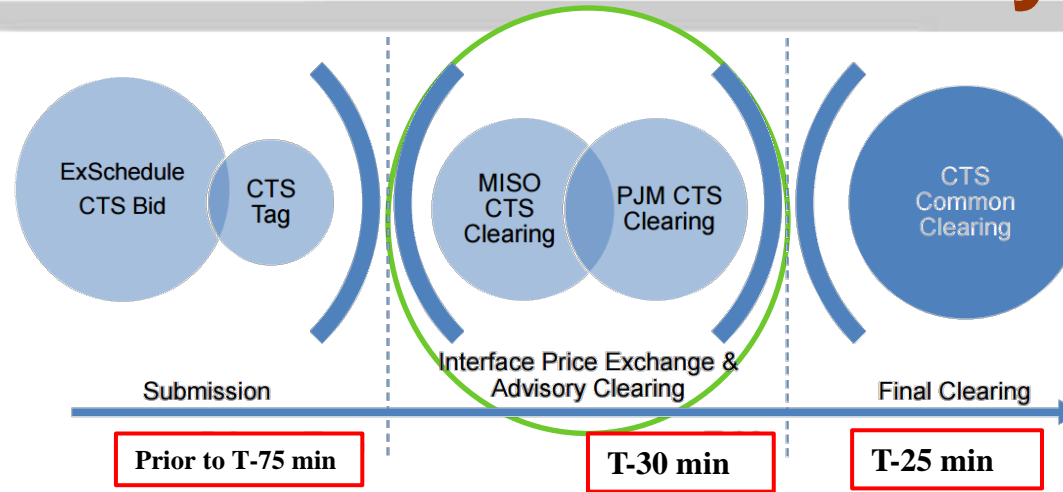 ExSchedule
CTS Bid
CTS
Tag
MISO
CTS
Clearing
PJM CTS
Clearing
CTS
Common
Clearing
Submission
Interface Price Exchange &
Advisory Clearing
Final Clearing
Prior to T-75 min
T-30 min
T-25 min